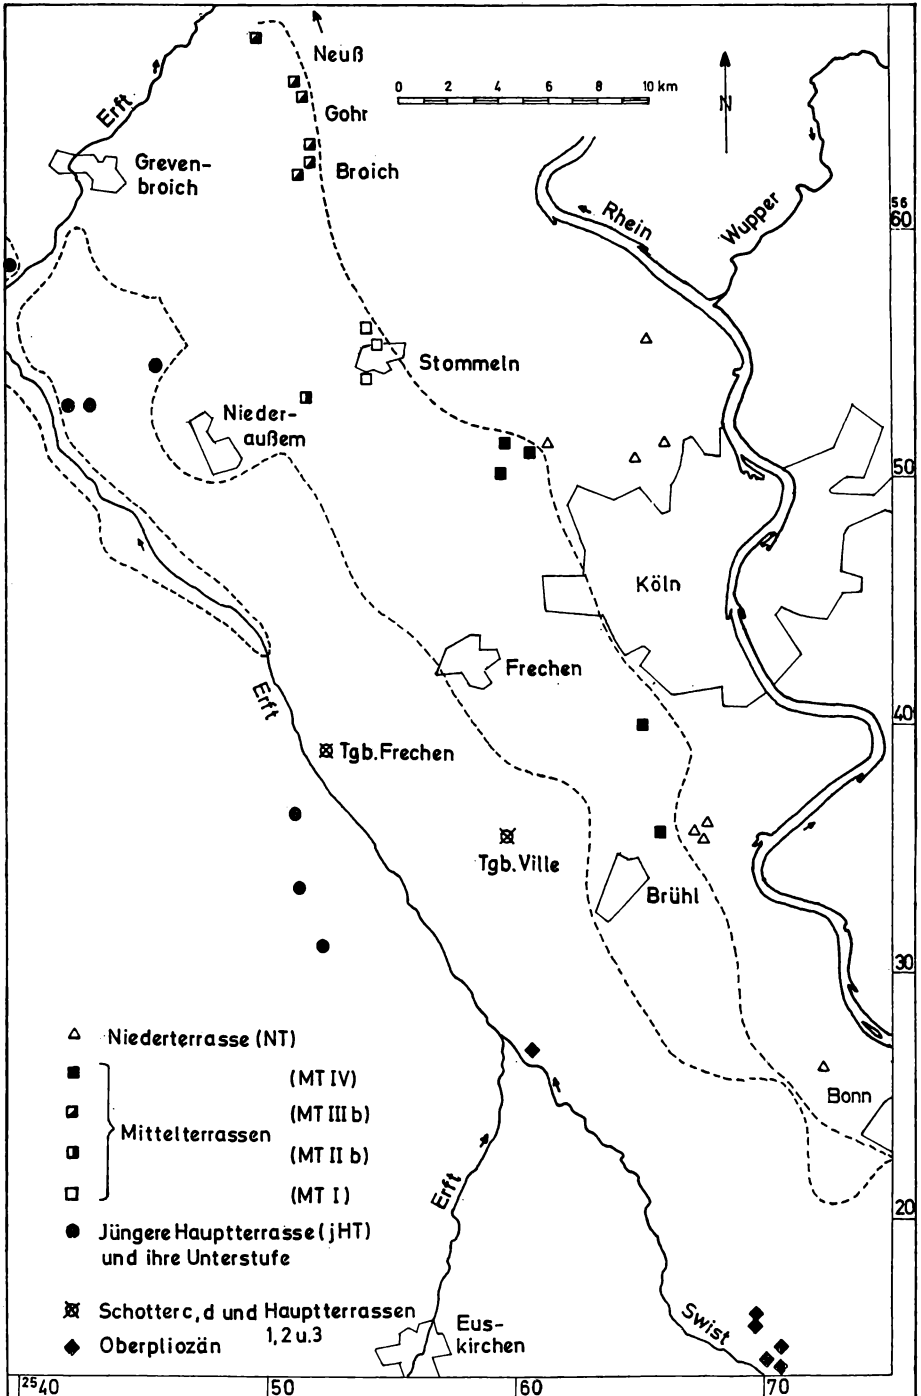 Neuß
0 2 4 6 8 10 km
N
Erft
Gohr
Greven-
broich
Broich
56
60
Rhein
Wupper
Stommeln
Nieder-
außem
50
Köln
Frechen
Erft
40
Tgb. Frechen
Tgb. Ville
Brühl
30
Niederterrasse (NT)
(MT IV)
(MT III b)
Mittelterrassen
(MT II b)
(MT I)
Bonn
Erft
20
Jüngere Hauptterrasse (jHT)
und ihre Unterstufe
Schotter c, d und Hauptterrassen
1, 2 u. 3
Oberpliozän
Eus-
kirchen
Swist
25 40 50 60 70